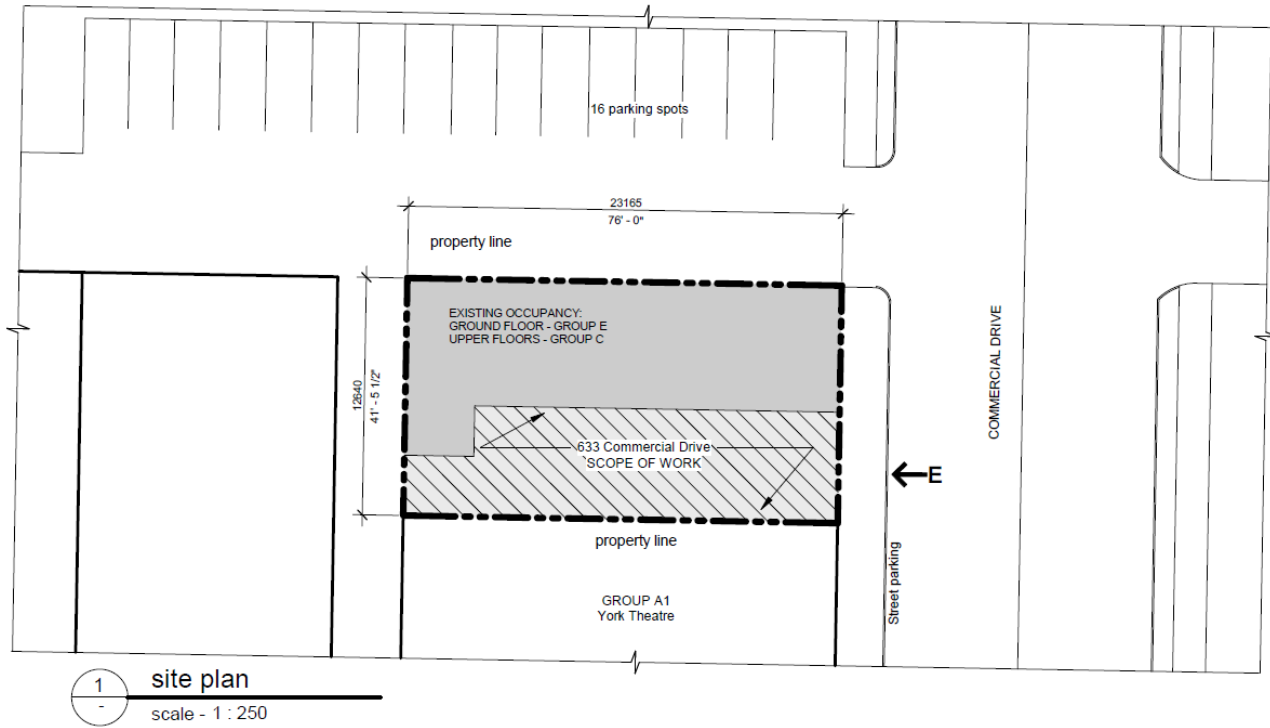 16 parking spots
23165
76' - 0"
property line
EXISTING OCCUPANCY:
GROUND FLOOR - GROUP E
UPPER FLOORS - GROUP C
12640
41' - 5 1/2"
COMMERCIAL DRIVE
633 Commercial Drive
SCOPE OF WORK
E
property line
Street parking
GROUP A1
York Theatre
1
-
site plan
scale - 1 : 250